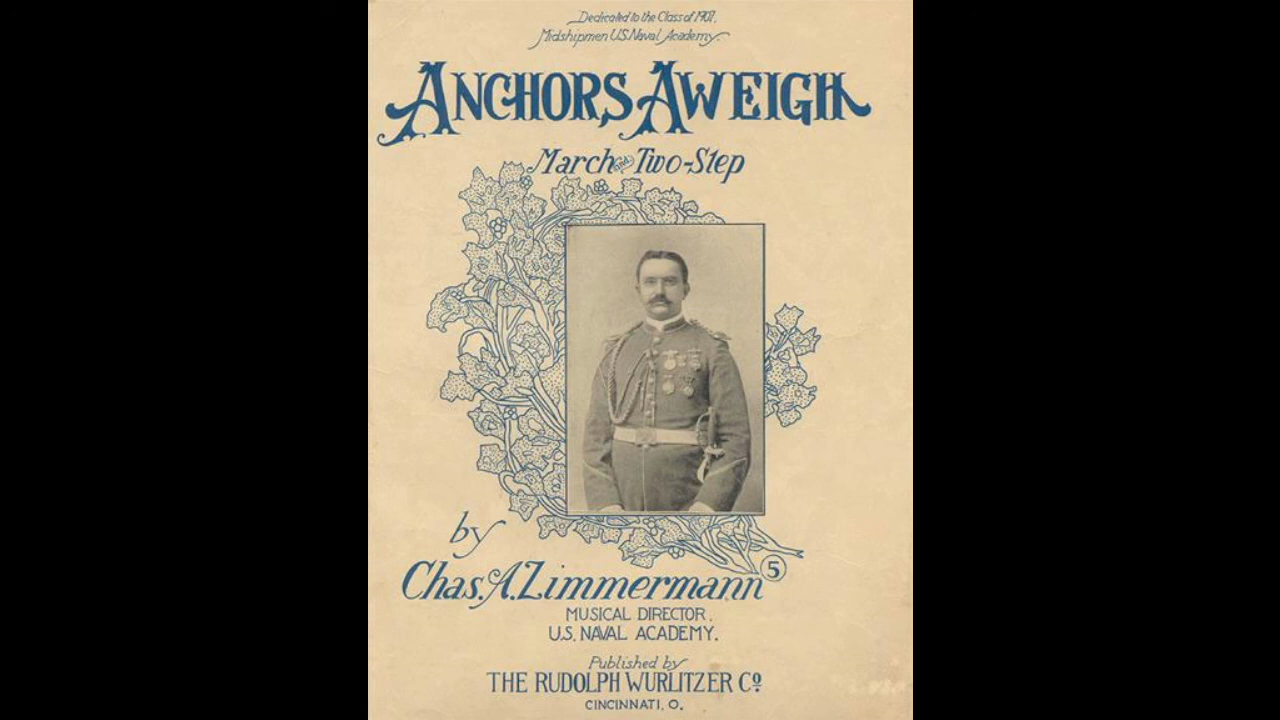 Dedicated to the Class of 1907,
Midshipmen U.S. Naval Academy.
ANCHORS AWEIGH
March and Two-Step
by
Chas. A. Zimmermann
5
MUSICAL DIRECTOR.
U.S. NAVAL ACADEMY.
Published by
THE RUDOLPH WURLITZER Co.
CINCINNATI, O.